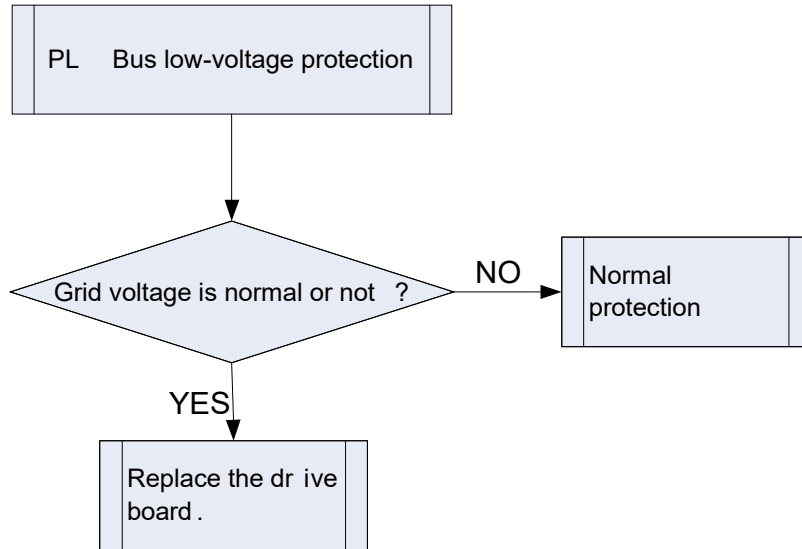 PL Bus low-voltage protection
Grid voltage is normal or not ?
NO
Normal
protection
YES
Replace the dr ive
board .